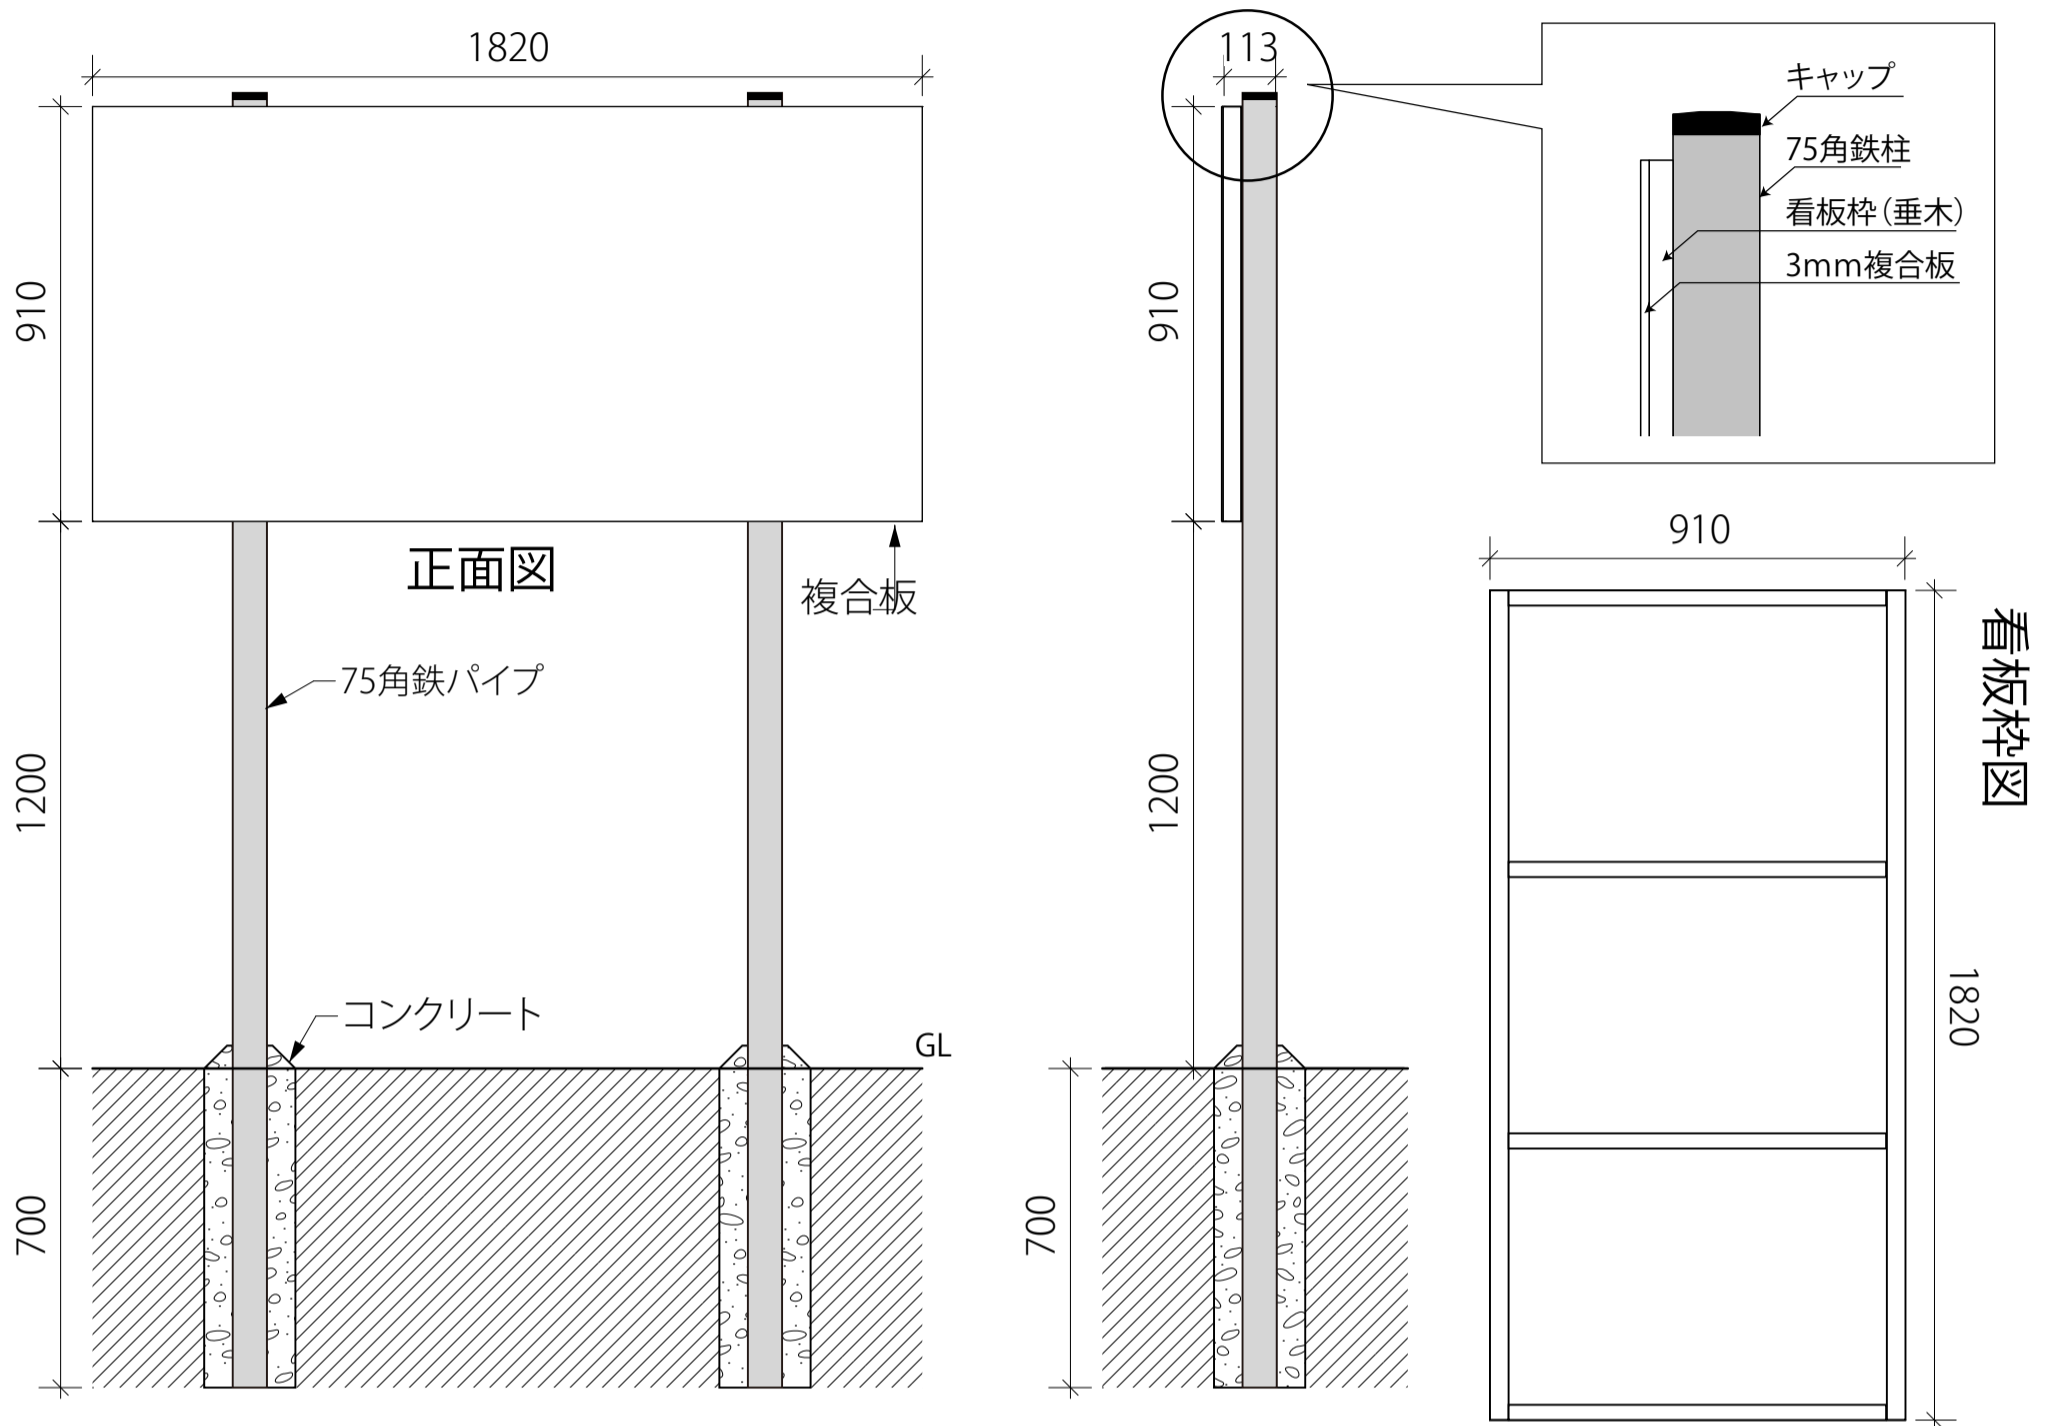 1820
910
1200
700
正面図
複合板
75角鉄パイプ
コンクリート
GL
113
910
1200
700
キャップ
75角鉄柱
看板枠（垂木）
3mm複合板
910
1820
看板枠図